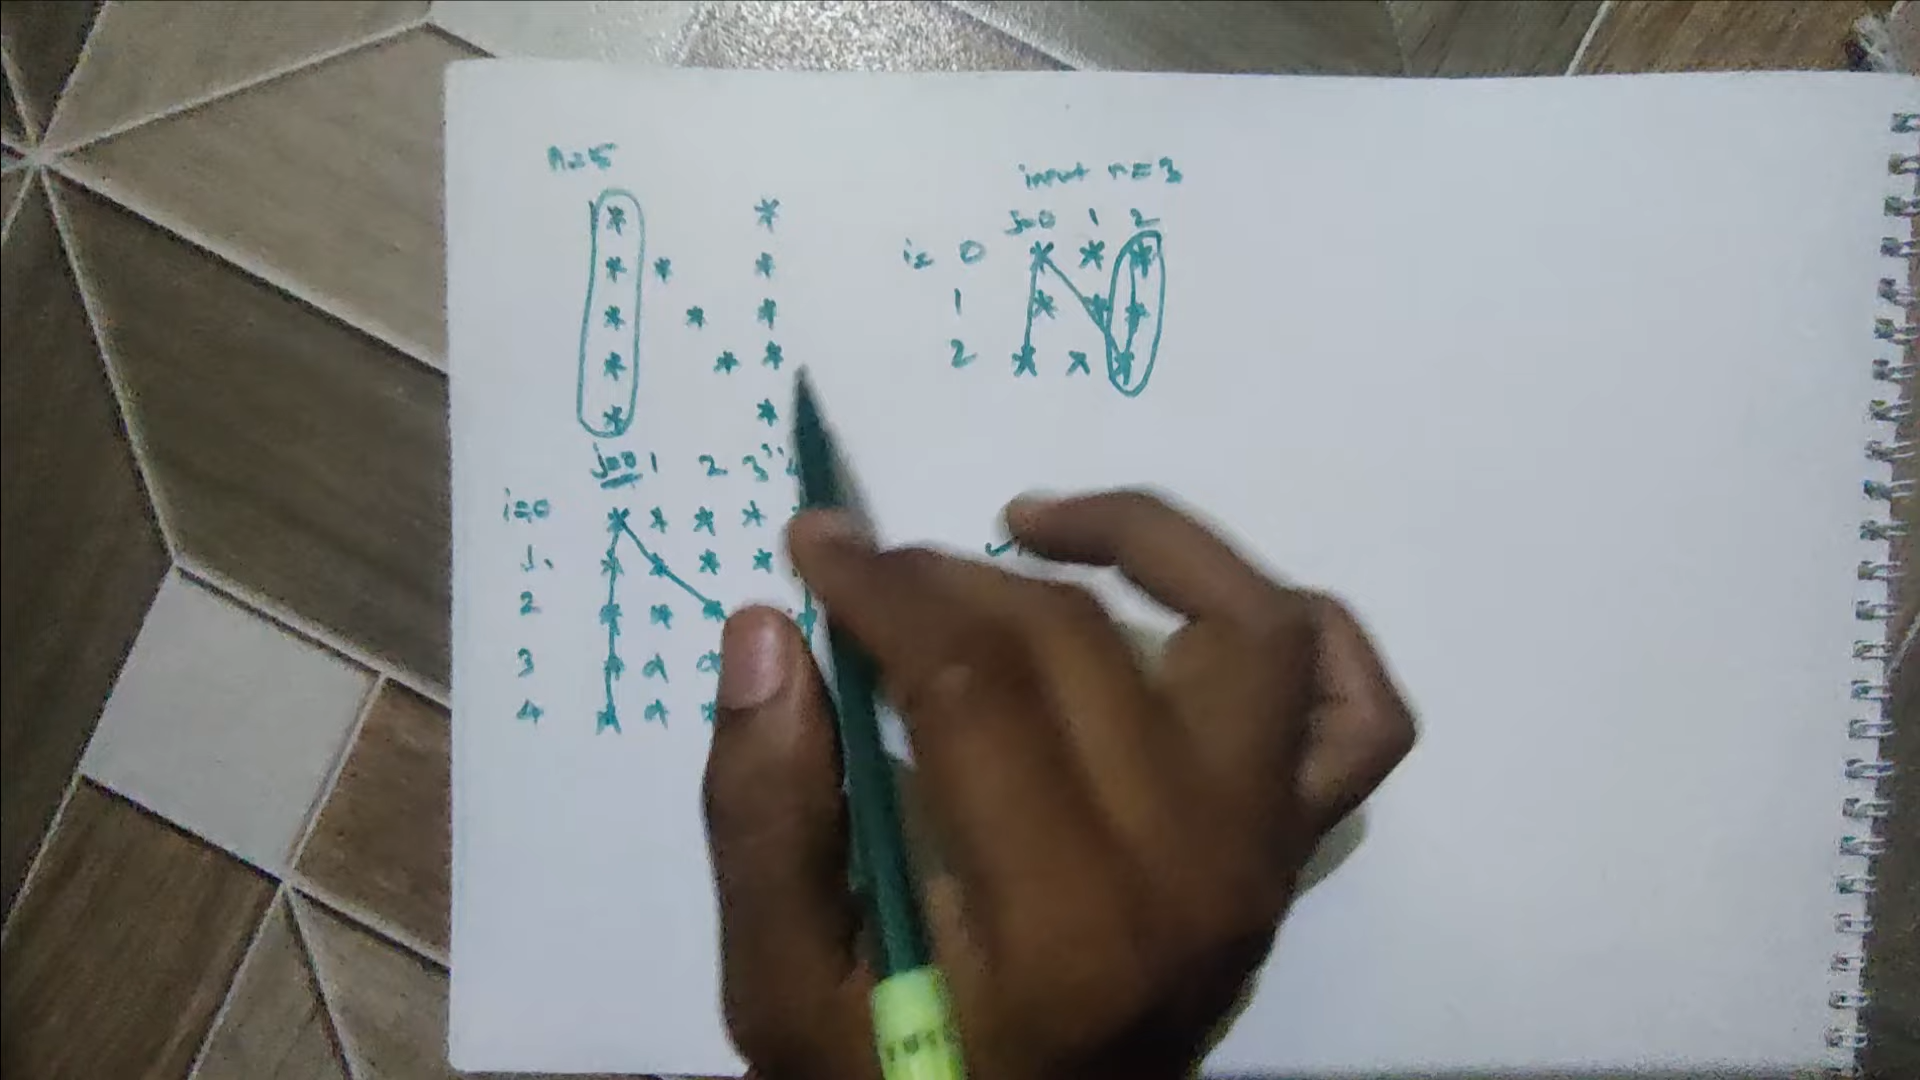 n=5
* *
* * *
* * *
* * *
* *
j=0 1 2 3
i=0 * * * *
1. * * * *
2 * * *
3 * * *
4 * * *
input n=3
j=0 1 2
i= 0 * * *
1 * * *
2 * * *